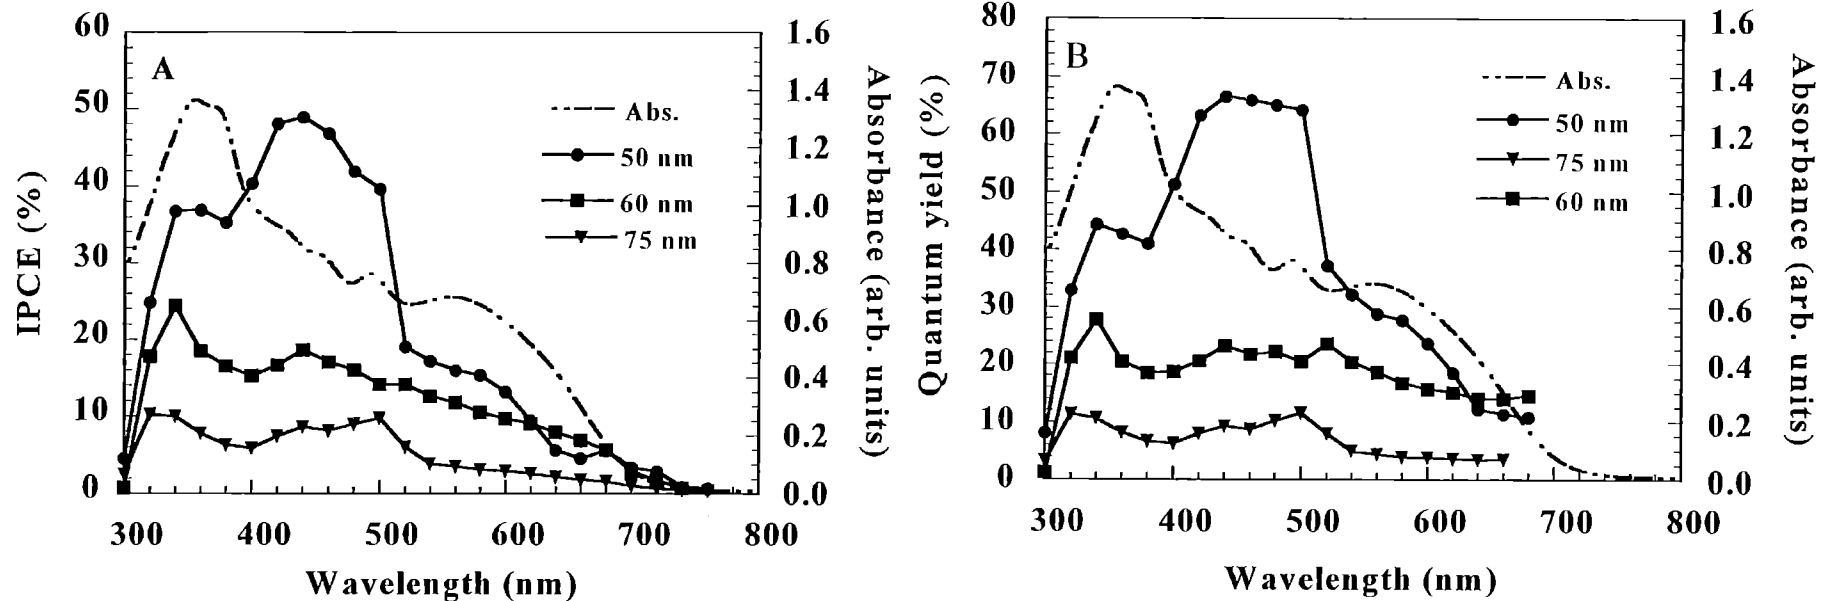 A
IPCE (%)
60
50
40
30
20
10
0
Abs.
50 nm
60 nm
75 nm
1.6
1.4
1.2
1.0
0.8
0.6
0.4
0.2
0.0
Absorbance (arb. units)
300 400 500 600 700 800
Wavelength (nm)
B
Quantum yield (%)
80
70
60
50
40
30
20
10
0
Abs.
50 nm
75 nm
60 nm
1.6
1.4
1.2
1.0
0.8
0.6
0.4
0.2
0.0
Absorbance (arb. units)
300 400 500 600 700 800
Wavelength (nm)